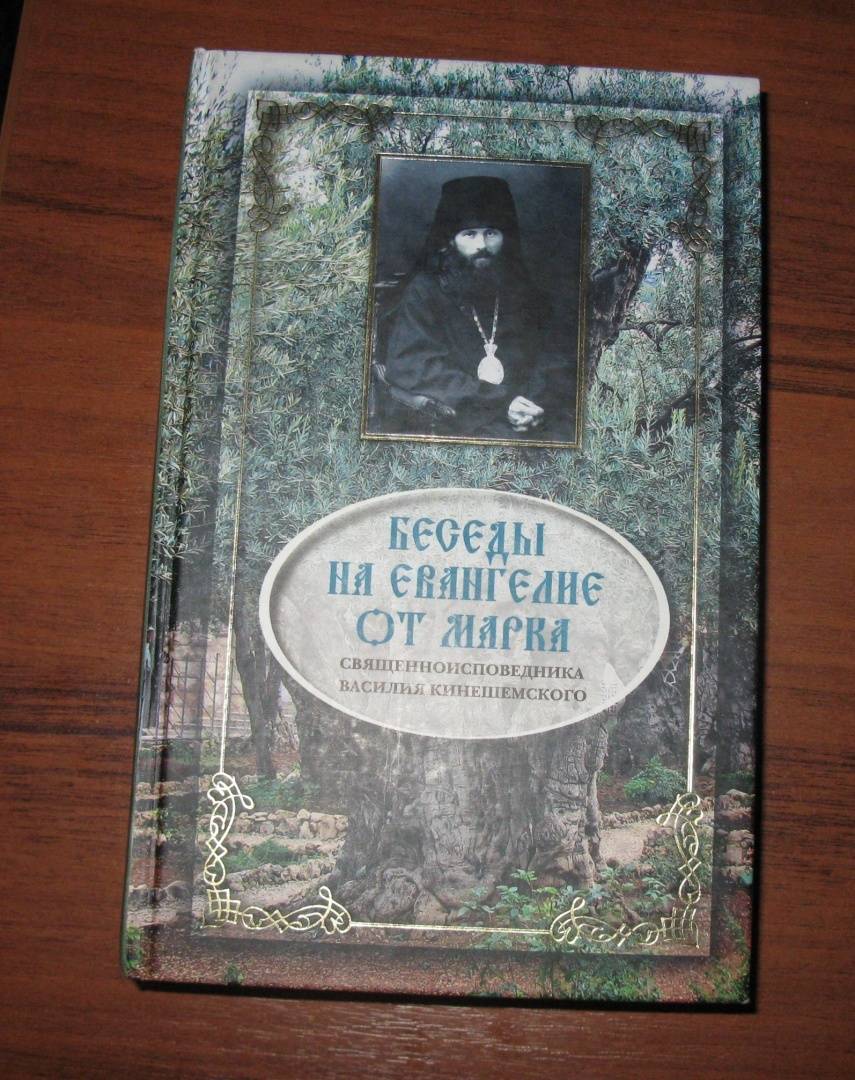 БЕСЕДЫ
НА ЕВАНГЕЛИЕ
ОТ МАРКА
СВЯЩЕННОИСПОВЕДНИКА
ВАСИЛИЯ КИНЕШЕМСКОГО